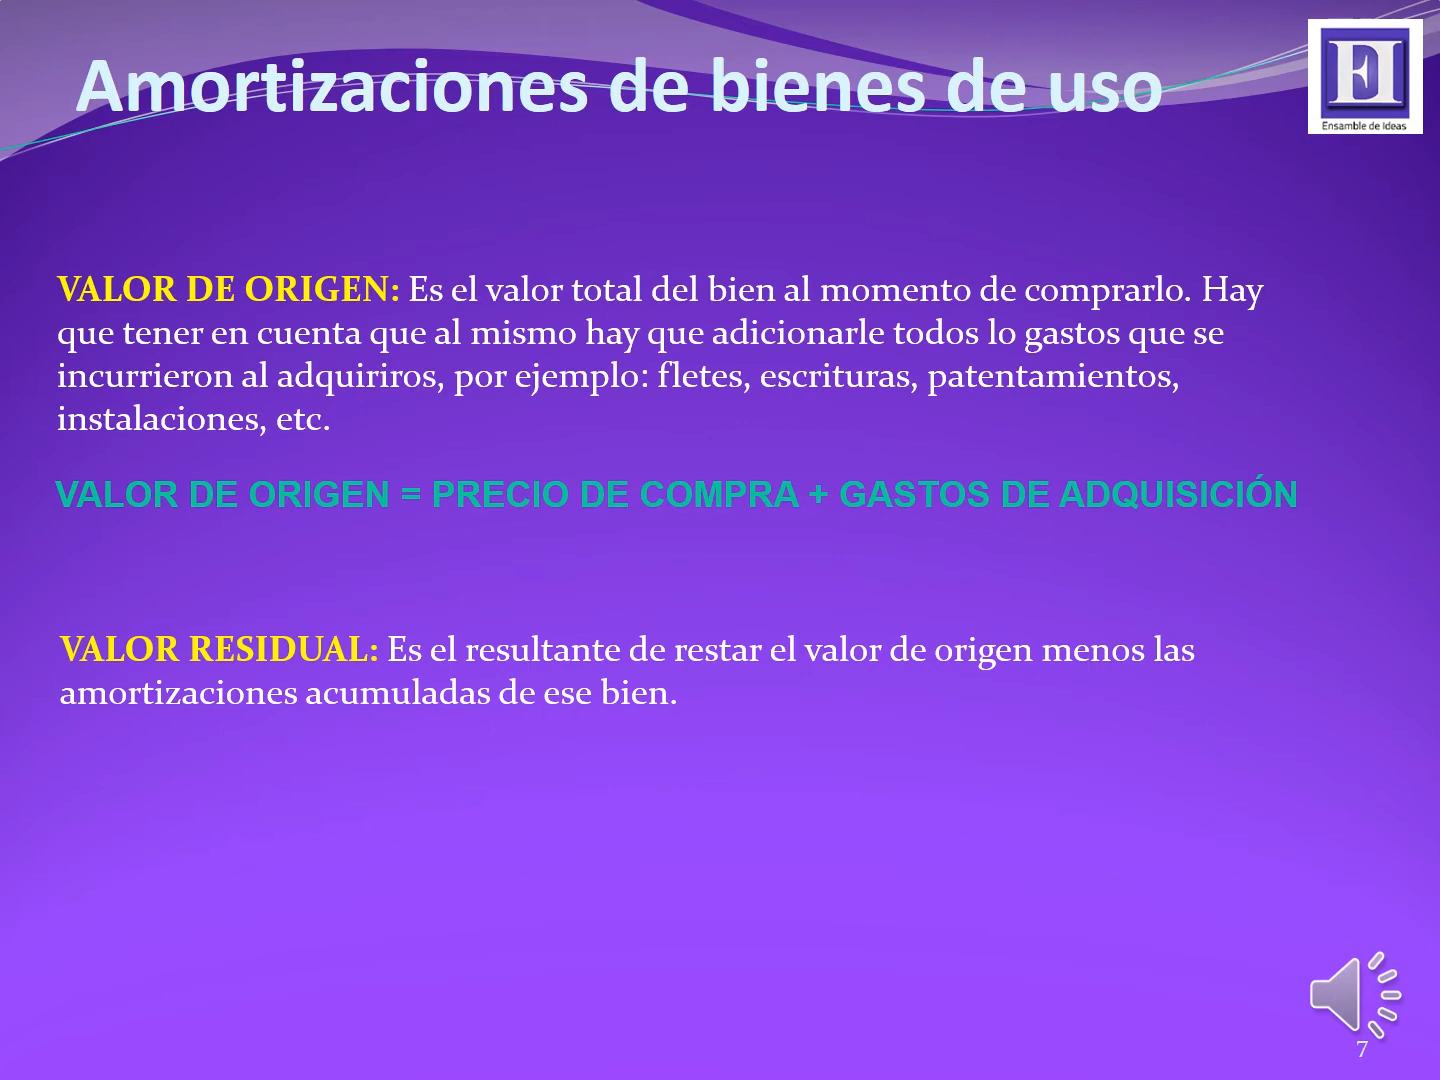 Amortizaciones de bienes de uso
EI
Ensamble de Ideas
VALOR DE ORIGEN: Es el valor total del bien al momento de comprarlo. Hay
que tener en cuenta que al mismo hay que adicionarle todos lo gastos que se
incurrieron al adquiriros, por ejemplo: fletes, escrituras, patentamientos,
instalaciones, etc.
VALOR DE ORIGEN = PRECIO DE COMPRA + GASTOS DE ADQUISICIÓN
VALOR RESIDUAL: Es el resultante de restar el valor de origen menos las
amortizaciones acumuladas de ese bien.
7